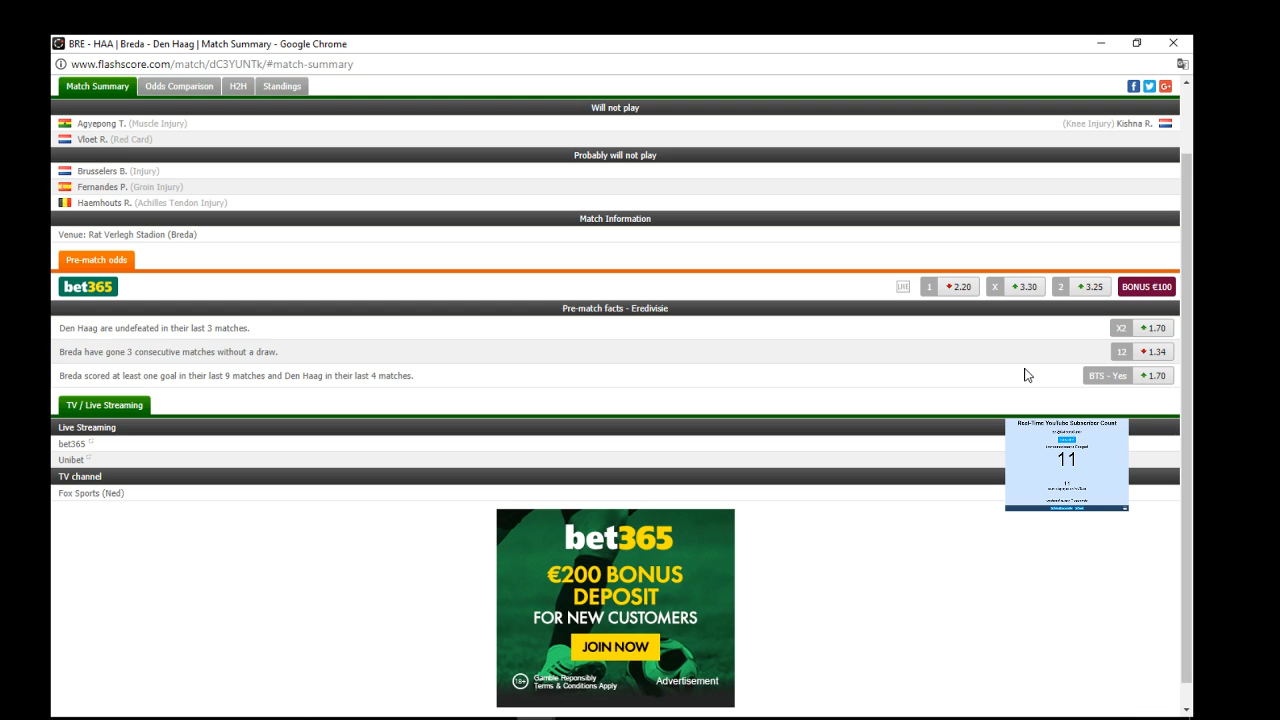 BRE - HAA | Breda - Den Haag | Match Summary - Google Chrome
www.flashscore.com/match/dC3YUNTk/#match-summary
Match Summary Odds Comparison H2H Standings
Will not play
Agyepong T. (Muscle Injury) (Knee Injury) Kishna R.
Vloet R. (Red Card)
Probably will not play
Brusselers B. (Injury)
Fernandes P. (Groin Injury)
Haemhouts R. (Achilles Tendon Injury)
Match Information
Venue: Rat Verlegh Stadion (Breda)
Pre-match odds
bet365 LIVE 1 2.20 X 3.30 2 3.25 BONUS €100
Pre-match facts - Eredivisie
Den Haag are undefeated in their last 3 matches. X2 1.70
Breda have gone 3 consecutive matches without a draw. 12 1.34
Breda scored at least one goal in their last 9 matches and Den Haag in their last 4 matches. BTS - Yes 1.70
TV / Live Streaming
Live Streaming
bet365
Unibet
TV channel
Fox Sports (Ned)
Real-Time YouTube Subscriber Count
11
bet365
€200 BONUS
DEPOSIT
FOR NEW CUSTOMERS
JOIN NOW
18+ Gamble Reponsibly
Terms & Conditions Apply
Advertisement